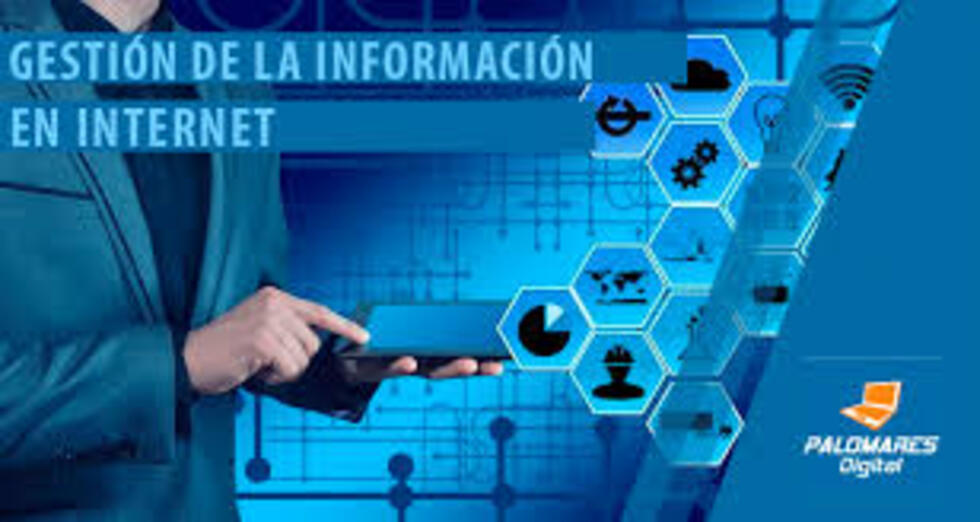 GESTIÓN DE LA INFORMACIÓN
EN INTERNET
PALOMARES
Digital